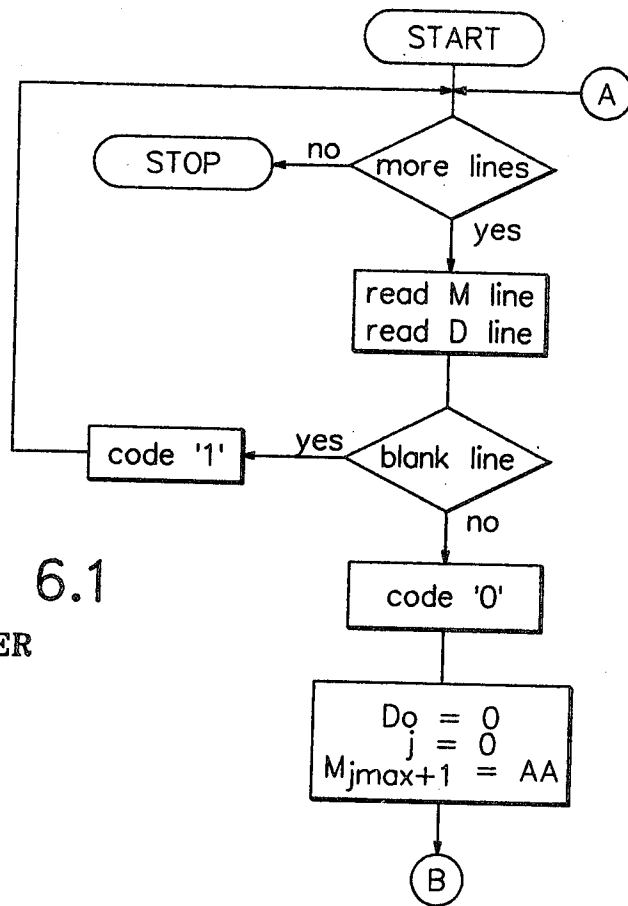 START
A
STOP
no
more lines
yes
read M line
read D line
code '1'
yes
blank line
no
6.1
code '0'
ER
Do = 0
j = 0
Mjmax+1 = AA
B